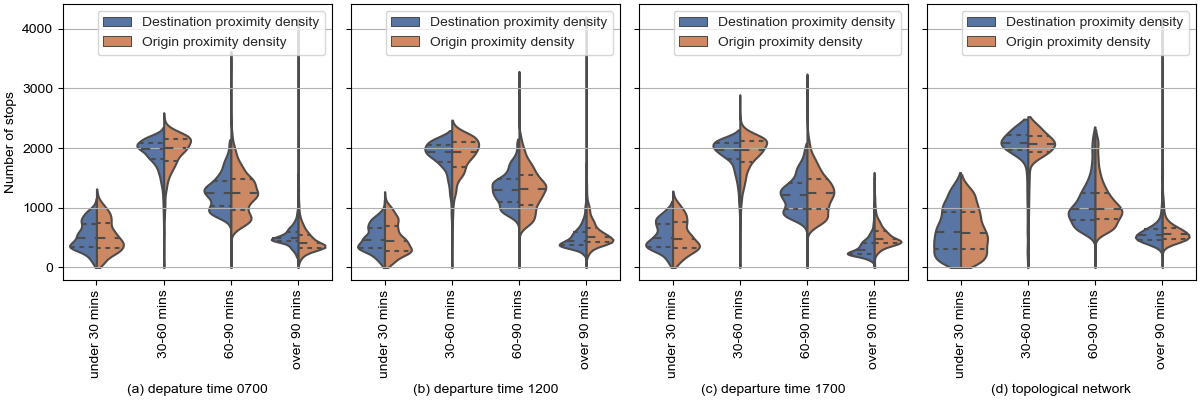 Number of stops
4000
3000
2000
1000
0
Destination proximity density
Origin proximity density
under 30 mins
30-60 mins
60-90 mins
over 90 mins
(a) depature time 0700
Destination proximity density
Origin proximity density
under 30 mins
30-60 mins
60-90 mins
over 90 mins
(b) departure time 1200
Destination proximity density
Origin proximity density
under 30 mins
30-60 mins
60-90 mins
over 90 mins
(c) departure time 1700
Destination proximity density
Origin proximity density
under 30 mins
30-60 mins
60-90 mins
over 90 mins
(d) topological network